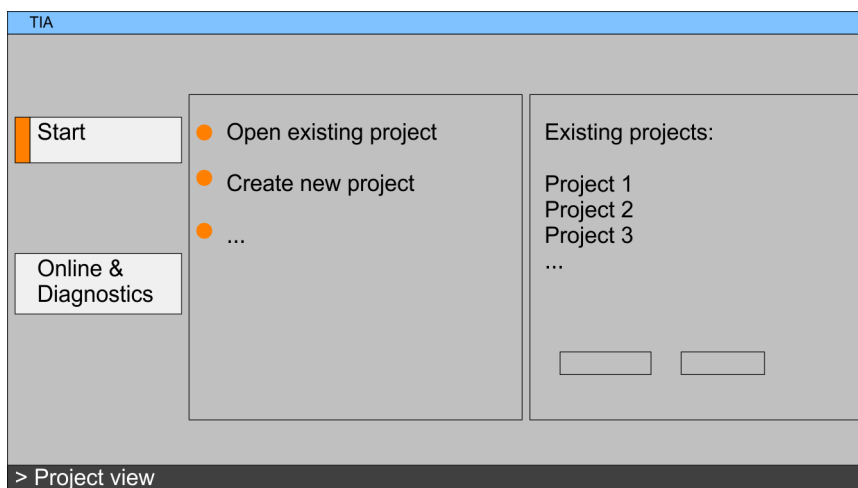 TIA
Start
Online &
Diagnostics
Open existing project
Create new project
...
Existing projects:
Project 1
Project 2
Project 3
...
> Project view